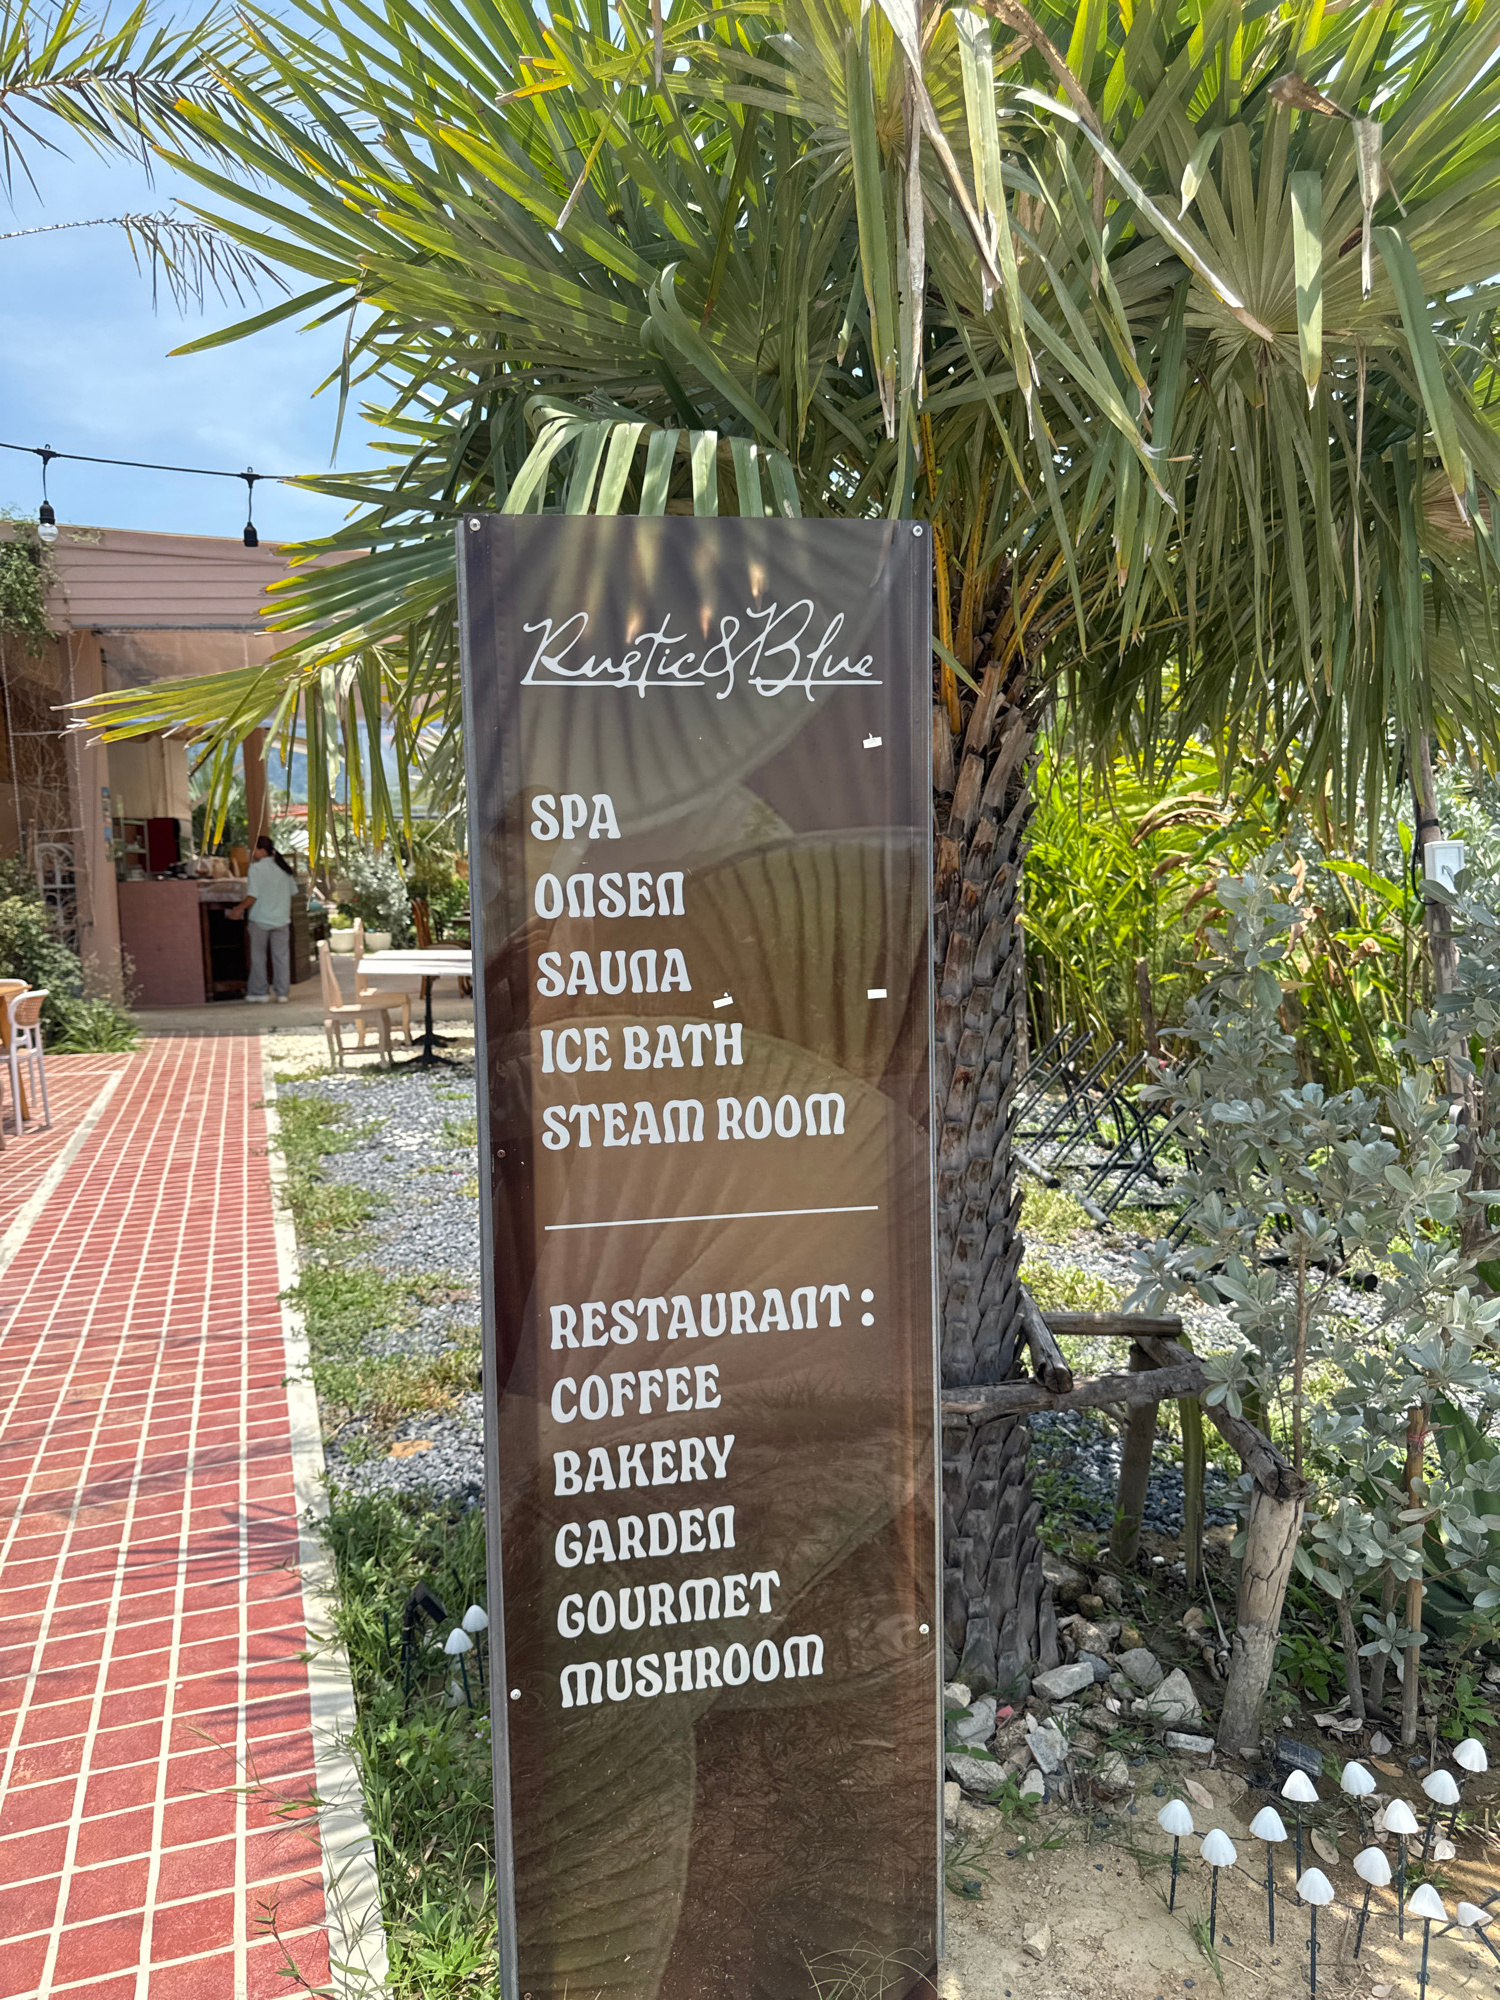 Rustic & Blue
SPA
ONSEN
SAUNA
ICE BATH
STEAM ROOM
RESTAURANT :
COFFEE
BAKERY
GARDEN
GOURMET
MUSHROOM